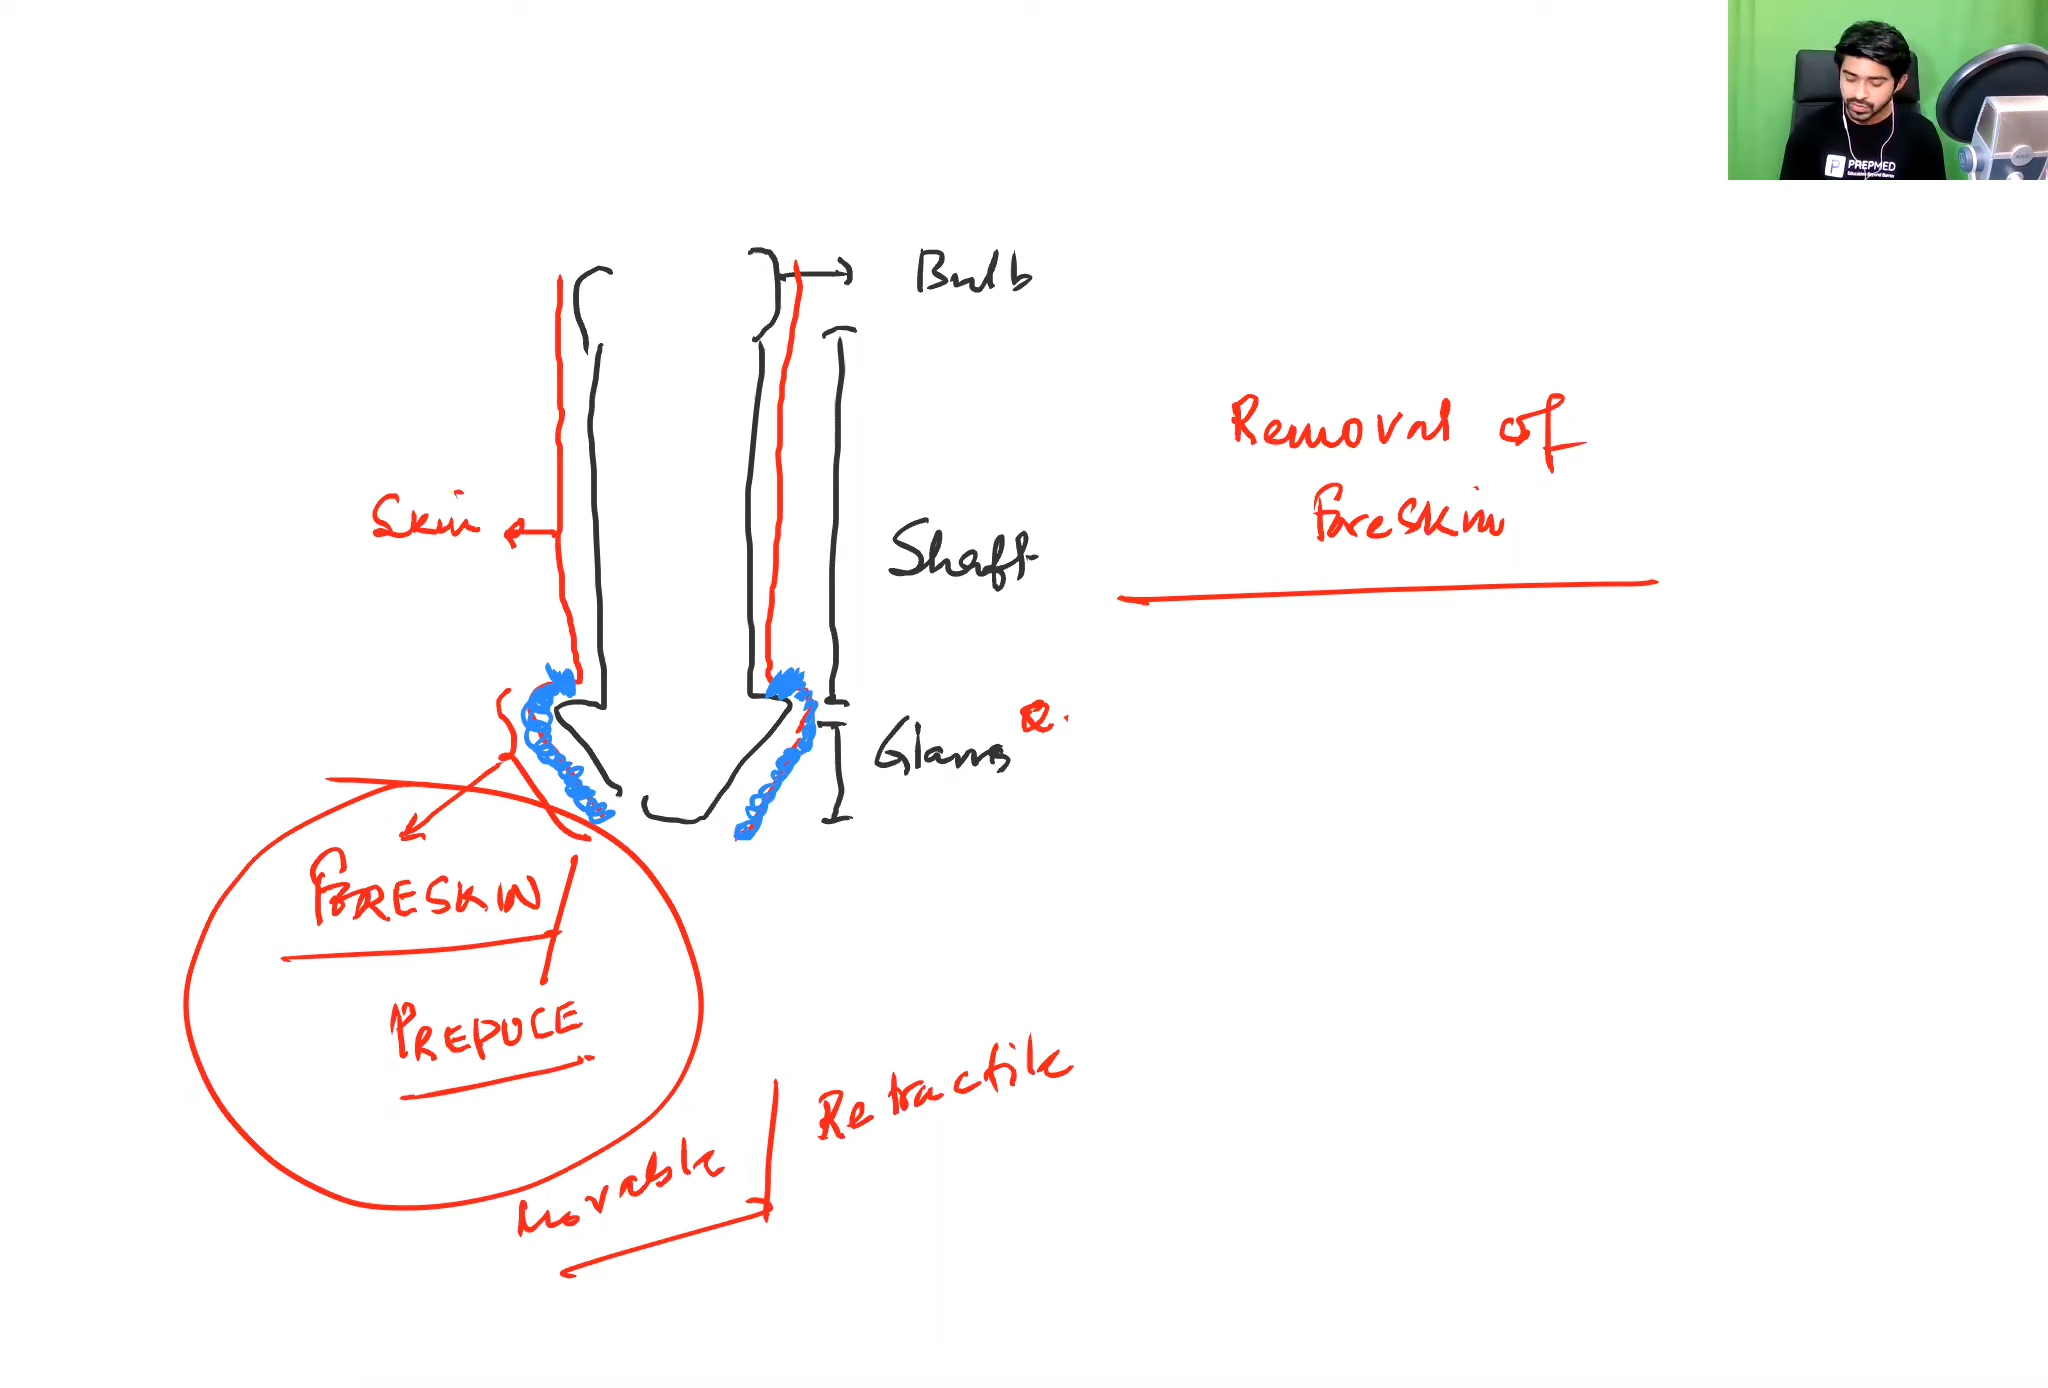 PREPMED
Bulb
Removal of
Foreskin
Skin
Shaft
Glans
FORESKIN
PREPUCE
Retractile
Movable